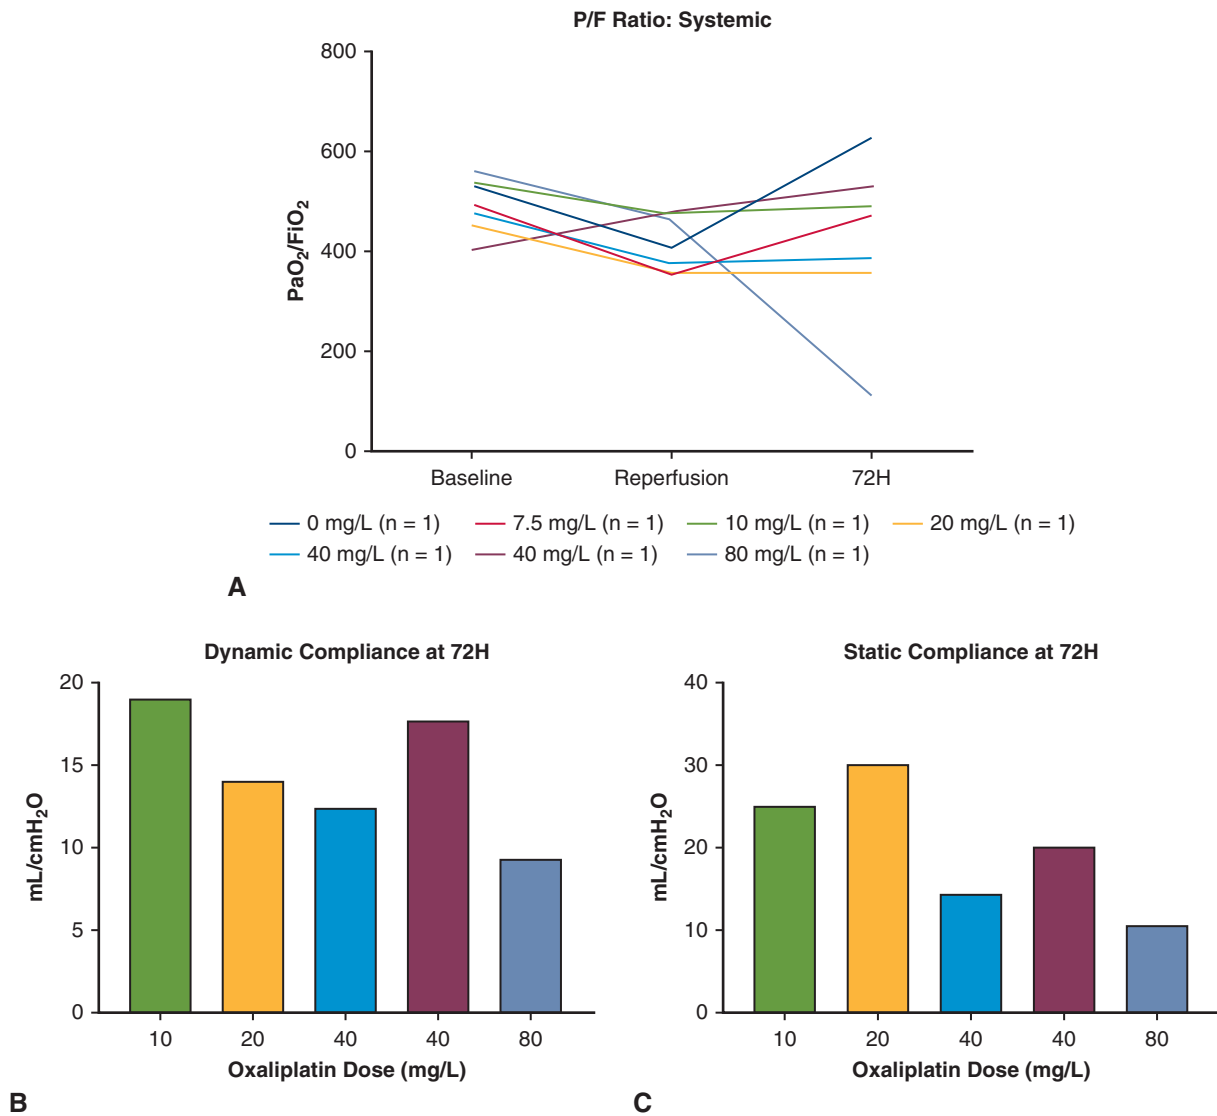 P/F Ratio: Systemic
800
600
400
200
0
PaO2/FiO2
Baseline Reperfusion 72H
0 mg/L (n = 1) 7.5 mg/L (n = 1) 10 mg/L (n = 1) 20 mg/L (n = 1)
40 mg/L (n = 1) 40 mg/L (n = 1) 80 mg/L (n = 1)
A
Dynamic Compliance at 72H
20
15
10
5
0
mL/cmH2O
10 20 40 40 80
Oxaliplatin Dose (mg/L)
B
Static Compliance at 72H
40
30
20
10
0
mL/cmH2O
10 20 40 40 80
Oxaliplatin Dose (mg/L)
C